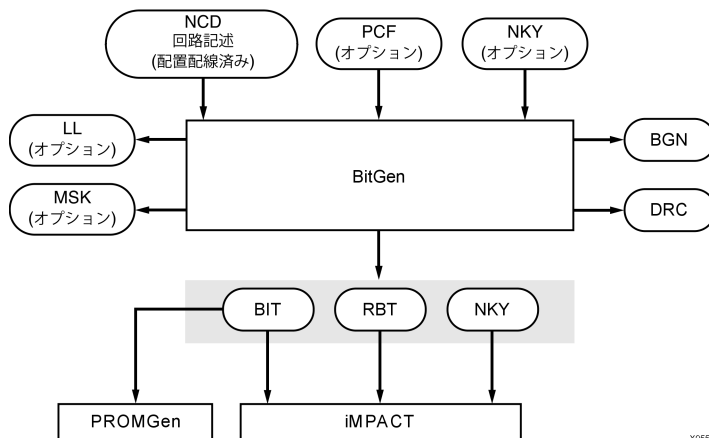 NCD
回路記述
(配置配線済み)
PCF
(オプション)
NKY
(オプション)
LL
(オプション)
BGN
BitGen
MSK
(オプション)
DRC
BIT
RBT
NKY
PROMGen
iMPACT